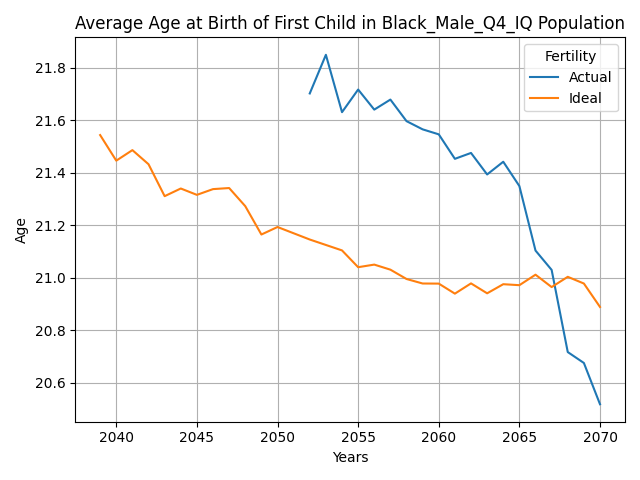 Average Age at Birth of First Child in Black_Male_Q4_IQ Population
Fertility
Actual
Ideal
21.8
21.6
21.4
21.2
21.0
20.8
20.6
Age
2040 2045 2050 2055 2060 2065 2070
Years